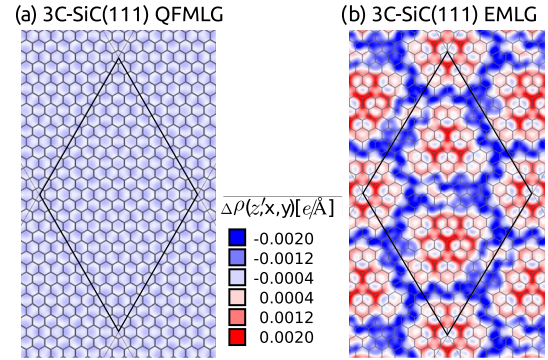 (a) 3C-SiC(111) QFMLG
(b) 3C-SiC(111) EMLG
Δρ(z',x,y)[e/Å]
-0.0020
-0.0012
-0.0004
0.0004
0.0012
0.0020